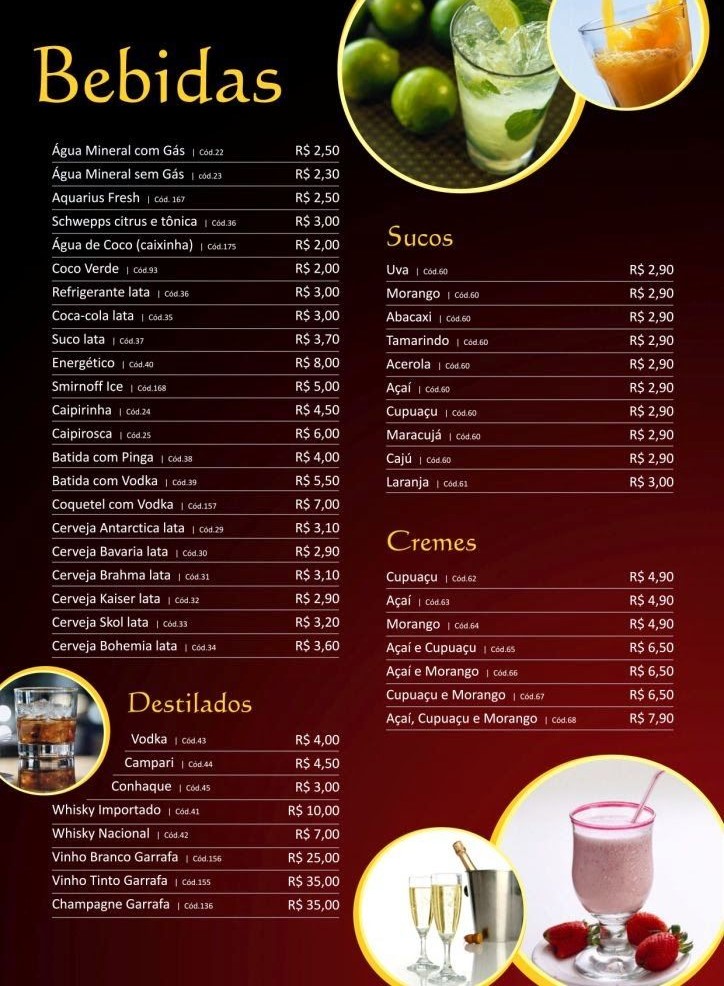 Bebidas
Água Mineral com Gás | Cód.22 R$ 2,50
Água Mineral sem Gás | cód.23 R$ 2,30
Aquarius Fresh | Cód. 167 R$ 2,50
Schwepps citrus e tônica | Cód.36 R$ 3,00
Água de Coco (caixinha) | Cód.175 R$ 2,00
Coco Verde | Cód.93 R$ 2,00
Refrigerante lata | Cód.36 R$ 3,00
Coca-cola lata | Cód.35 R$ 3,00
Suco lata | Cód.37 R$ 3,70
Energético | Cód.40 R$ 8,00
Smirnoff Ice | Cód.168 R$ 5,00
Caipirinha | Cód.24 R$ 4,50
Caipirosca | Cód.25 R$ 6,00
Batida com Pinga | Cód.38 R$ 4,00
Batida com Vodka | Cód.39 R$ 5,50
Coquetel com Vodka | Cód.157 R$ 7,00
Cerveja Antarctica lata | Cód.29 R$ 3,10
Cerveja Bavaria lata | Cód.30 R$ 2,90
Cerveja Brahma lata | Cód.31 R$ 3,10
Cerveja Kaiser lata | Cód.32 R$ 2,90
Cerveja Skol lata | Cód.33 R$ 3,20
Cerveja Bohemia lata | Cód.34 R$ 3,60
Destilados
Vodka | Cód.43 R$ 4,00
Campari | Cód.44 R$ 4,50
Conhaque | Cód.45 R$ 3,00
Whisky Importado | Cód.41 R$ 10,00
Whisky Nacional | Cód.42 R$ 7,00
Vinho Branco Garrafa | Cód.156 R$ 25,00
Vinho Tinto Garrafa | Cód.155 R$ 35,00
Champagne Garrafa | Cód.136 R$ 35,00
Sucos
Uva | Cód.60 R$ 2,90
Morango | Cód.60 R$ 2,90
Abacaxi | Cód.60 R$ 2,90
Tamarindo | Cód.60 R$ 2,90
Acerola | Cód.60 R$ 2,90
Açaí | Cód.60 R$ 2,90
Cupuaçu | Cód.60 R$ 2,90
Maracujá | Cód.60 R$ 2,90
Cajú | Cód.60 R$ 2,90
Laranja | Cód.61 R$ 3,00
Cremes
Cupuaçu | Cód.62 R$ 4,90
Açaí | Cód.63 R$ 4,90
Morango | Cód.64 R$ 4,90
Açaí e Cupuaçu | Cód.65 R$ 6,50
Açaí e Morango | Cód.66 R$ 6,50
Cupuaçu e Morango | Cód.67 R$ 6,50
Açaí, Cupuaçu e Morango | Cód.68 R$ 7,90